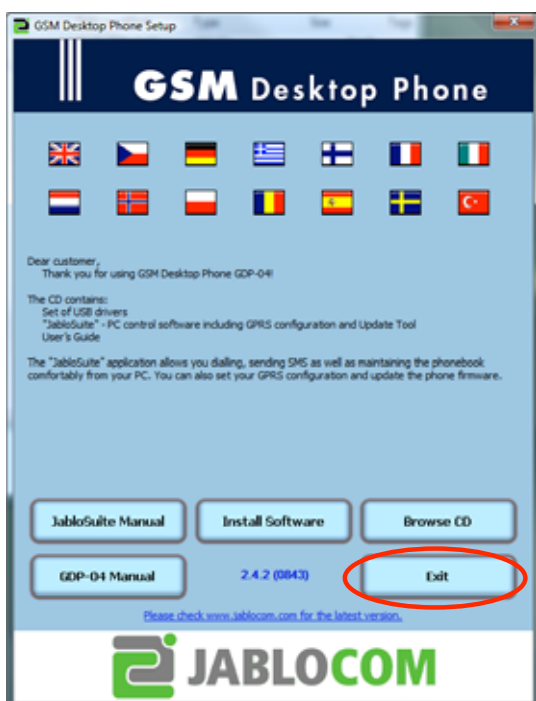 GSM Desktop Phone Setup
GSM Desktop Phone
Dear customer,
Thank you for using GSM Desktop Phone GDP-04!
The CD contains:
Set of USB drivers
"JabloSuite" - PC control software including GPRS configuration and Update Tool
User's Guide
The "JabloSuite" application allows you dialling, sending SMS as well as maintaining the phonebook
comfortably from your PC. You can also set your GPRS configuration and update the phone firmware.
JabloSuite Manual
Install Software
Browse CD
GDP-04 Manual
2.4.2 (0843)
Exit
Please check www.jablocom.com for the latest version.
JABLOCOM